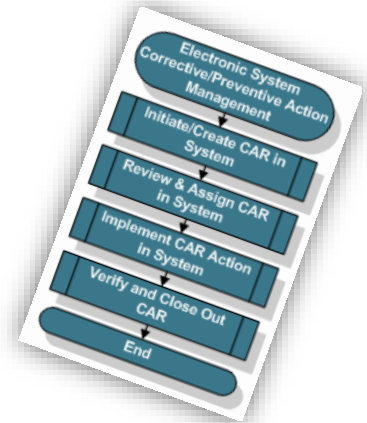 Electronic System
Corrective/Preventive Action
Management
Initiate/Create CAR in
System
Review & Assign CAR
in System
Implement CAR Action
in System
Verify and Close Out
CAR
End